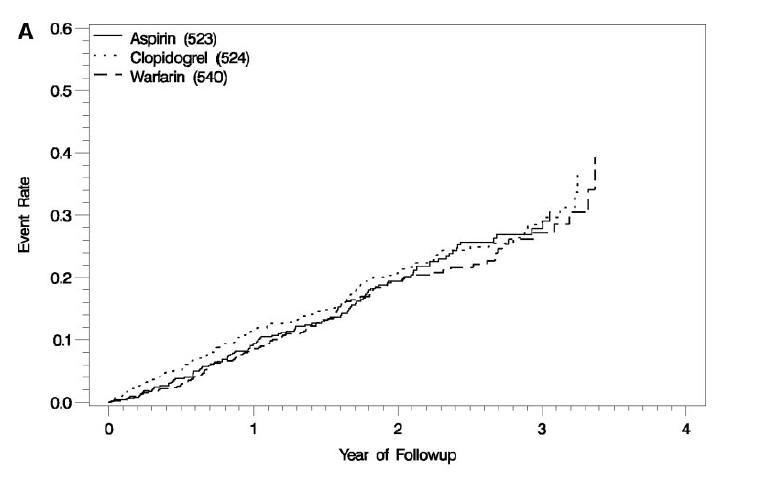 A
0.6
Aspirin (523)
Clopidogrel (524)
Warfarin (540)
0.5
0.4
0.3
0.2
0.1
0.0
Event Rate
0 1 2 3 4
Year of Followup